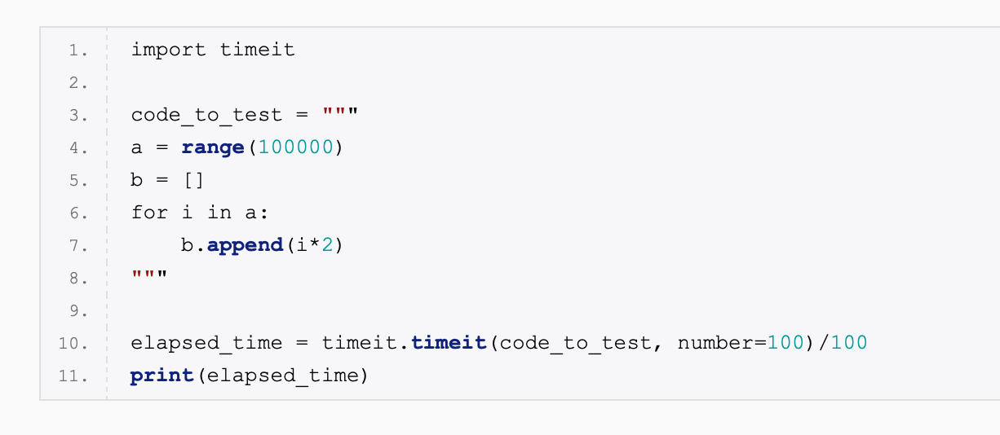 1. import timeit
2.
3. code_to_test = """
4. a = range(100000)
5. b = []
6. for i in a:
7.     b.append(i*2)
8. """
9.
10. elapsed_time = timeit.timeit(code_to_test, number=100)/100
11. print(elapsed_time)